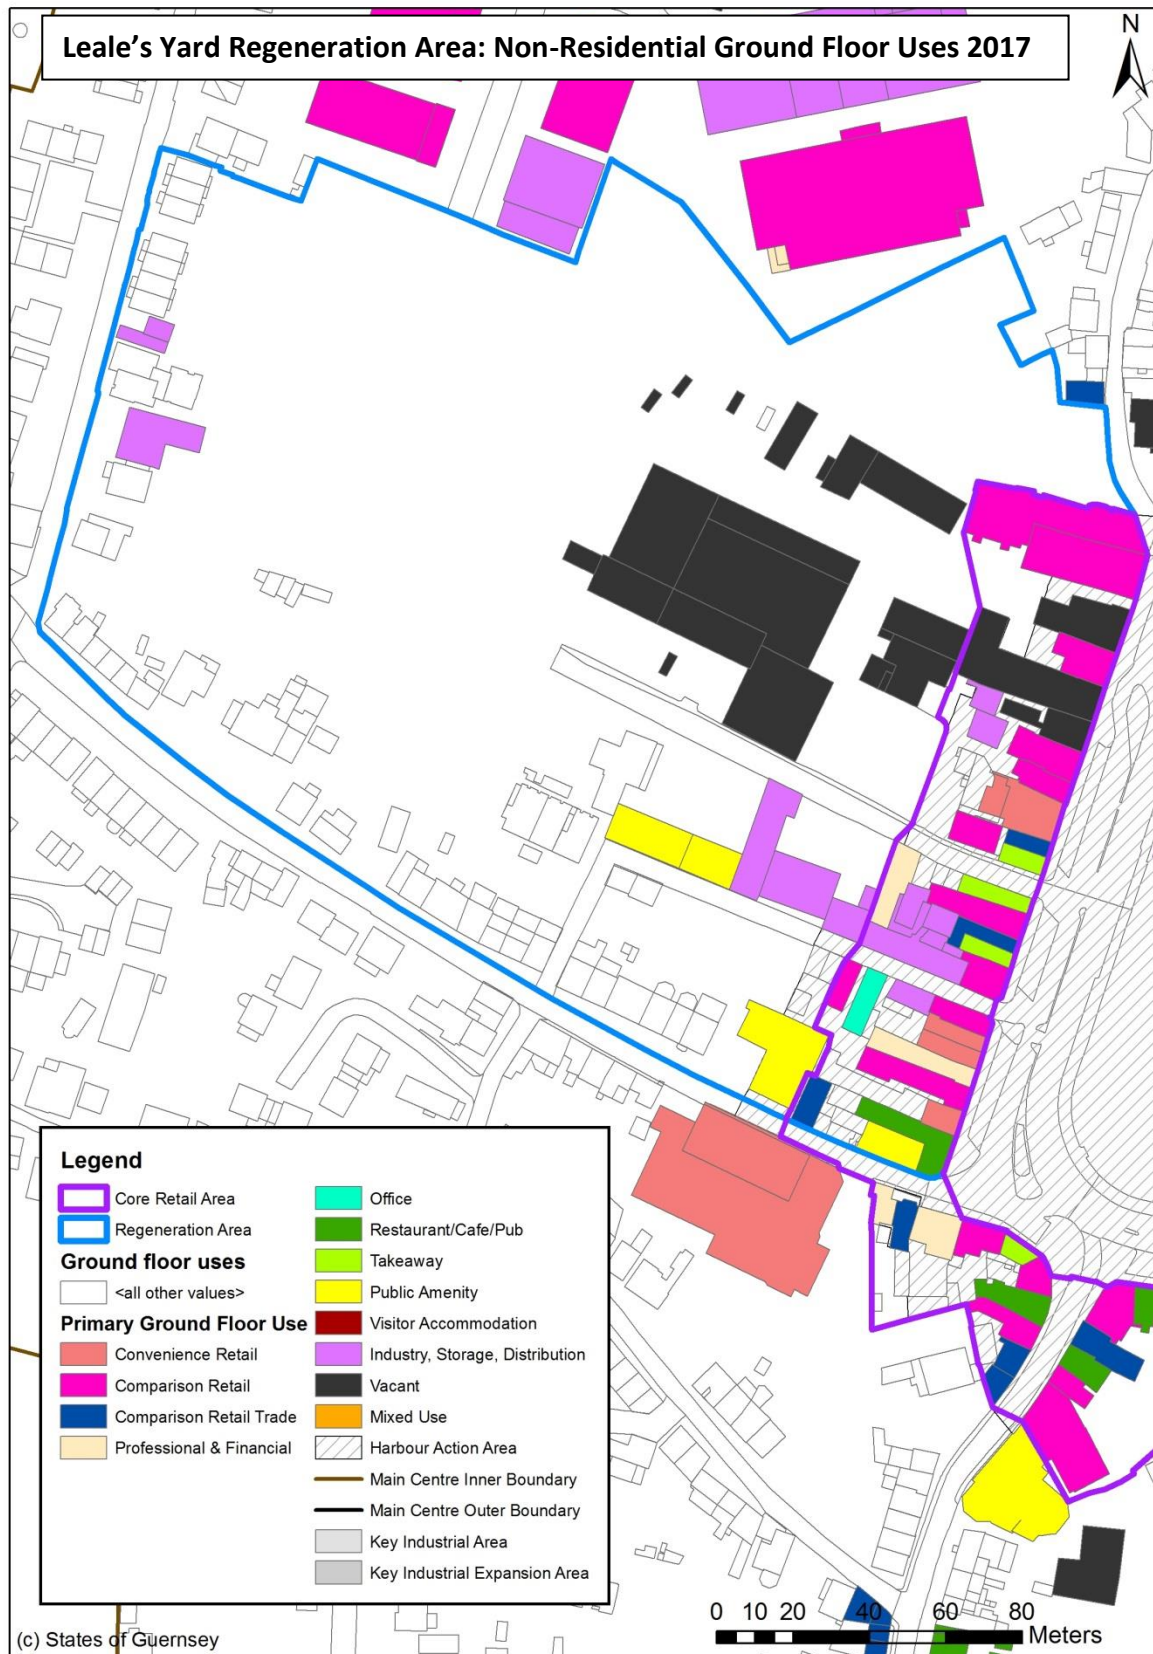 Leale's Yard Regeneration Area: Non-Residential Ground Floor Uses 2017
N
Legend
Core Retail Area
Regeneration Area
Ground floor uses
<all other values>
Primary Ground Floor Use
Convenience Retail
Comparison Retail
Comparison Retail Trade
Professional & Financial
Office
Restaurant/Cafe/Pub
Takeaway
Public Amenity
Visitor Accommodation
Industry, Storage, Distribution
Vacant
Mixed Use
Harbour Action Area
Main Centre Inner Boundary
Main Centre Outer Boundary
Key Industrial Area
Key Industrial Expansion Area
0 10 20 40 60 80
Meters
(c) States of Guernsey